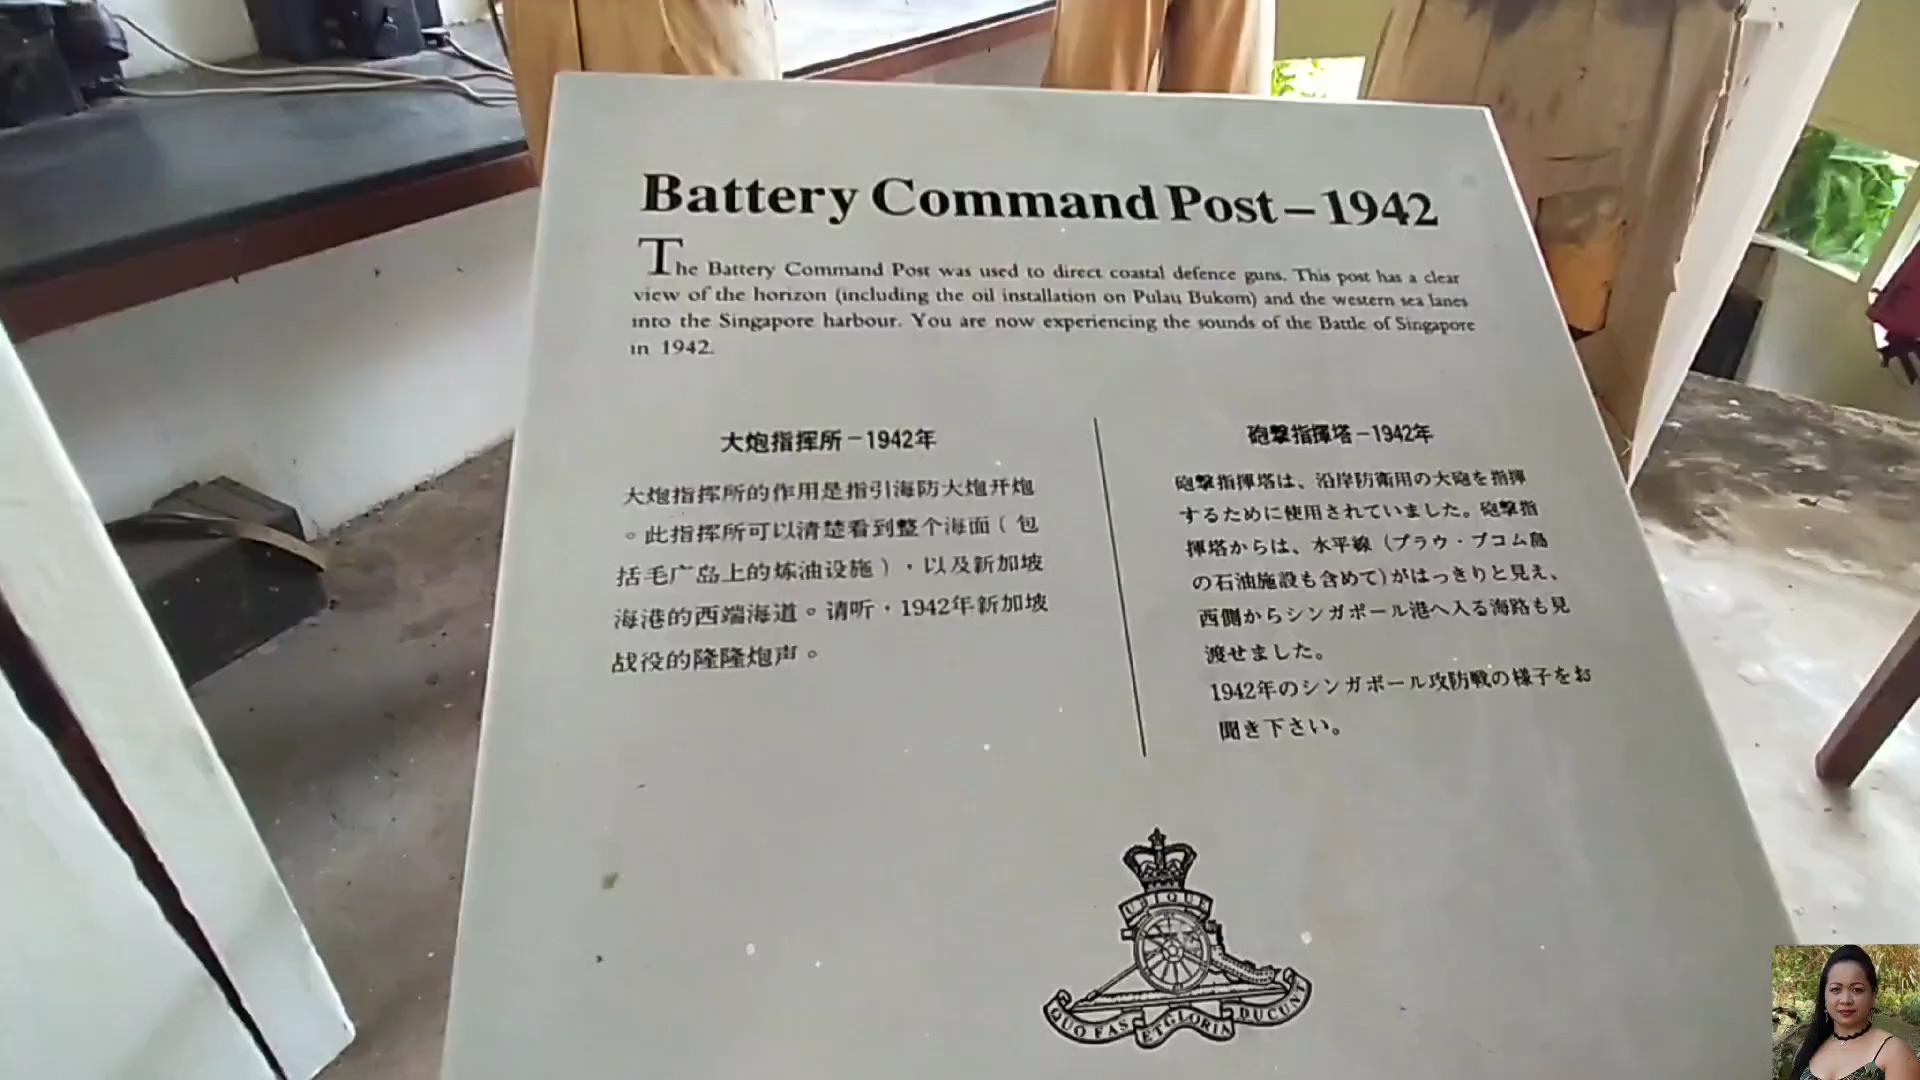 Battery Command Post – 1942
The Battery Command Post was used to direct coastal defence guns. This post has a clear
view of the horizon (including the oil installation on Pulau Bukom) and the western sea lanes
into the Singapore harbour. You are now experiencing the sounds of the Battle of Singapore
in 1942.
大炮指挥所－1942年
大炮指挥所的作用是指引海防大炮开炮
。此指挥所可以清楚看到整个海面（包
括毛广岛上的炼油设施），以及新加坡
海港的西端海道。请听，1942年新加坡
战役的隆隆炮声。
砲撃指揮塔－1942年
砲撃指揮塔は、沿岸防衛用の大砲を指揮
するために使用されていました。砲撃指
揮塔からは、水平線（プラウ・ブコム島
の石油施設も含めて)がはっきりと見え、
西側からシンガポール港へ入る海路も見
渡せました。
1942年のシンガポール攻防戦の様子をお
聞き下さい。
UBIQUE
QUO FAS ET GLORIA DUCUNT